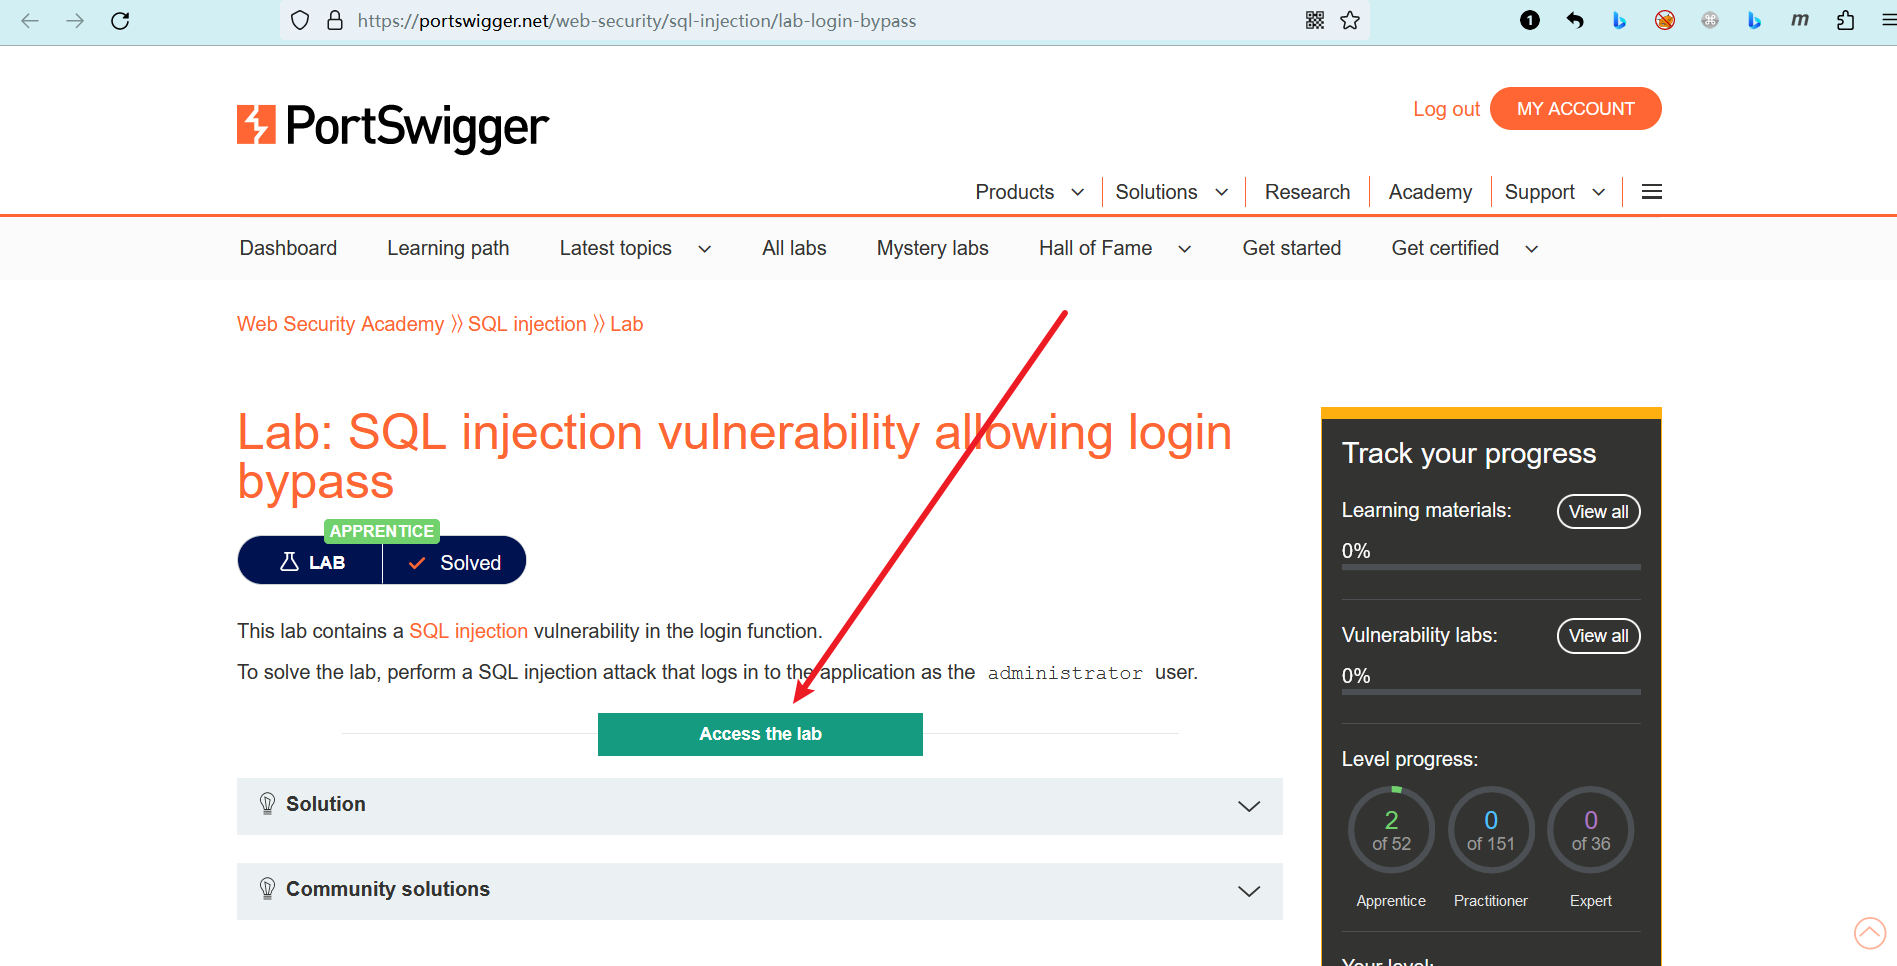 https://portswigger.net/web-security/sql-injection/lab-login-bypass
1
m
PortSwigger
Log out
MY ACCOUNT
Products
Solutions
Research
Academy
Support
Dashboard
Learning path
Latest topics
All labs
Mystery labs
Hall of Fame
Get started
Get certified
Web Security Academy
SQL injection
Lab
Lab: SQL injection vulnerability allowing login
bypass
APPRENTICE
LAB
Solved
This lab contains a SQL injection vulnerability in the login function.
To solve the lab, perform a SQL injection attack that logs in to the application as the administrator user.
Access the lab
Solution
Community solutions
Track your progress
Learning materials:
View all
0%
Vulnerability labs:
View all
0%
Level progress:
2
of 52
0
of 151
0
of 36
Apprentice
Practitioner
Expert
Your level: